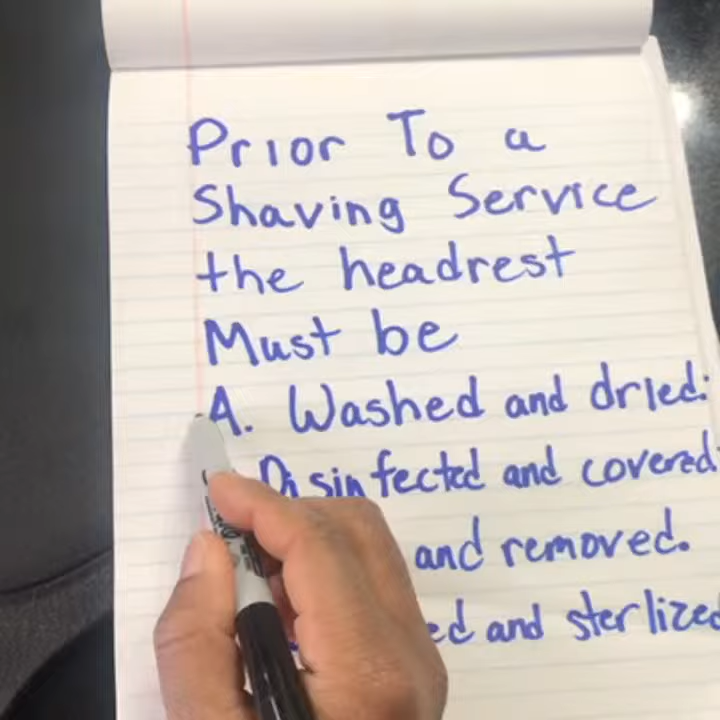 Prior To a
Shaving Service
the headrest
Must be
A. Washed and dried.
Disinfected and covered.
and removed.
and sterlized